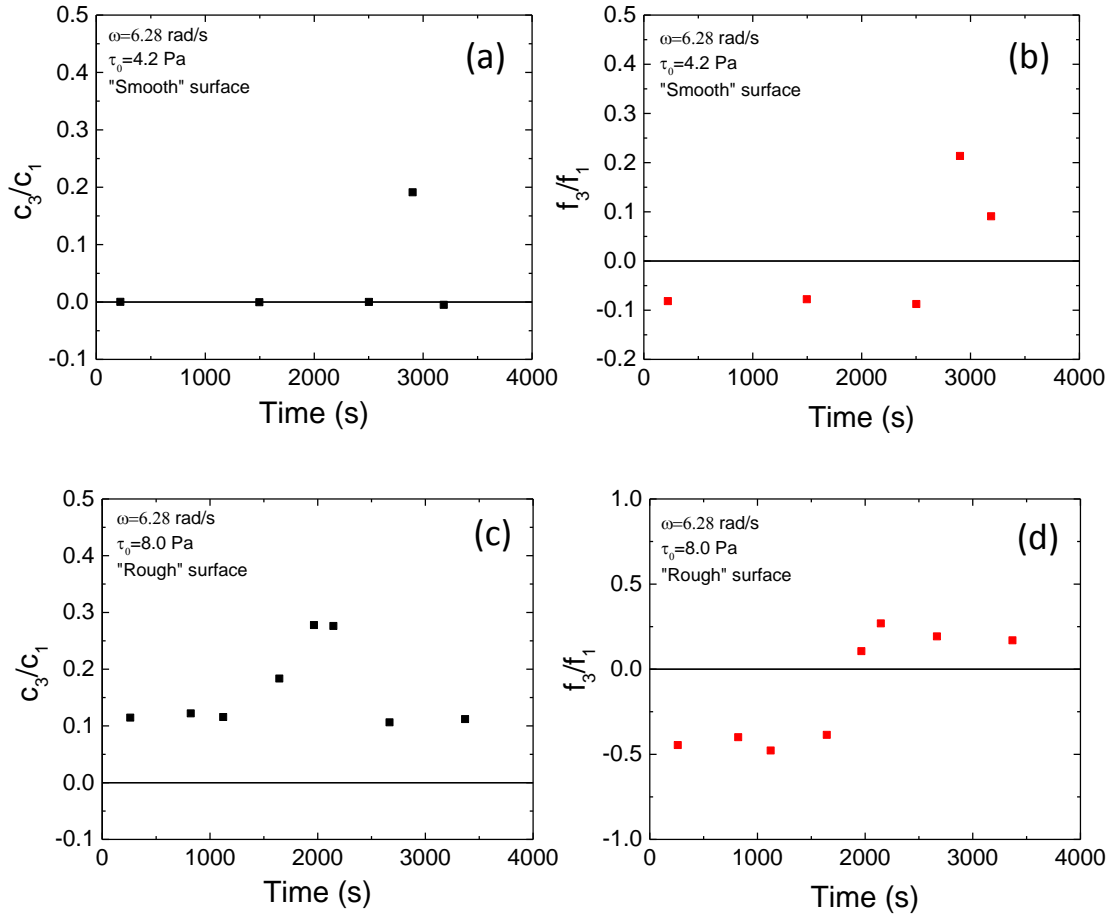 ω=6.28 rad/s
τ0=4.2 Pa
"Smooth" surface
(a)
c3/c1
0.5
0.4
0.3
0.2
0.1
0.0
-0.1
0 1000 2000 3000 4000
Time (s)
ω=6.28 rad/s
τ0=4.2 Pa
"Smooth" surface
(b)
f3/f1
0.5
0.4
0.3
0.2
0.1
0.0
-0.1
-0.2
0 1000 2000 3000 4000
Time (s)
ω=6.28 rad/s
τ0=8.0 Pa
"Rough" surface
(c)
c3/c1
0.5
0.4
0.3
0.2
0.1
0.0
-0.1
0 1000 2000 3000 4000
Time (s)
ω=6.28 rad/s
τ0=8.0 Pa
"Rough" surface
(d)
f3/f1
1.0
0.5
0.0
-0.5
-1.0
0 1000 2000 3000 4000
Time (s)